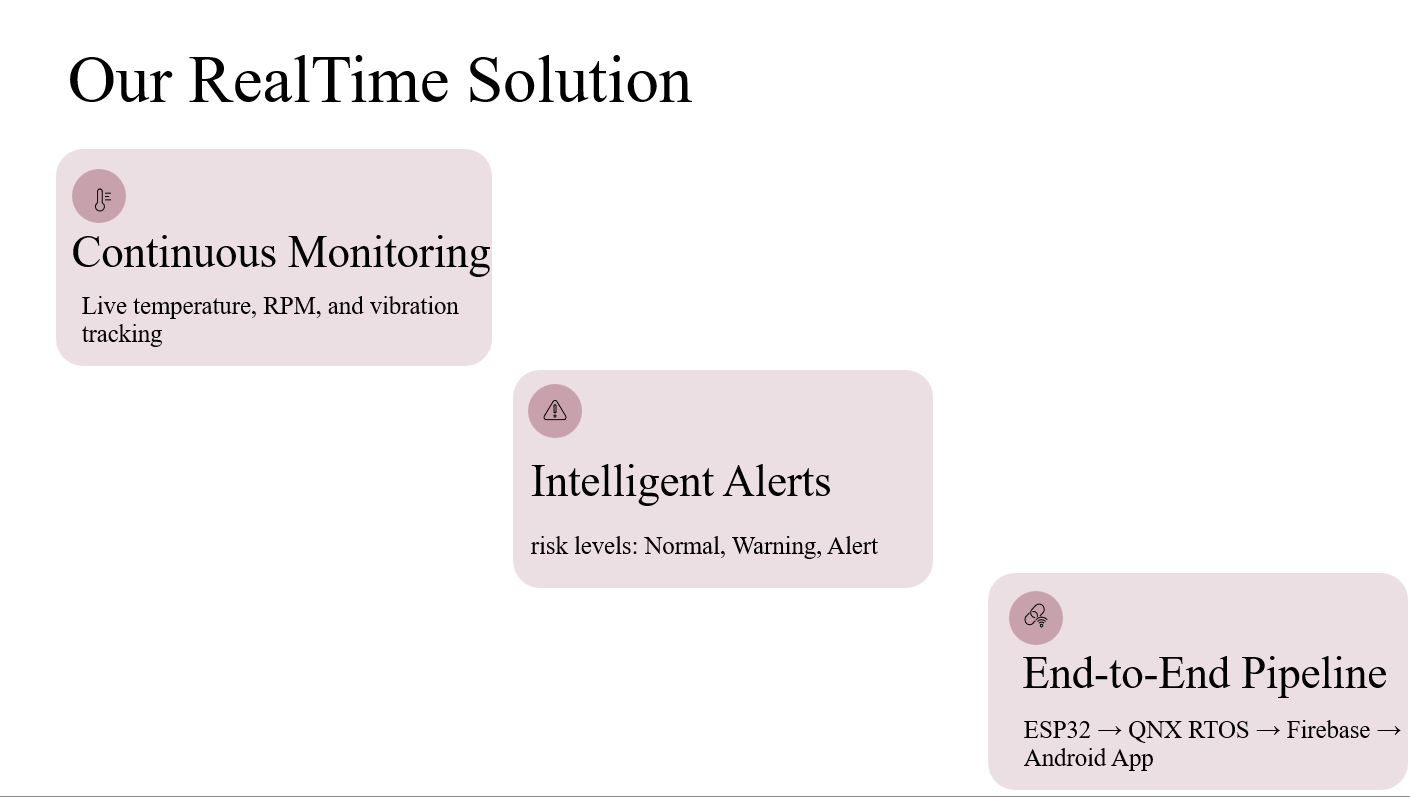 Our RealTime Solution
Continuous Monitoring
Live temperature, RPM, and vibration
tracking
Intelligent Alerts
risk levels: Normal, Warning, Alert
End-to-End Pipeline
ESP32 → QNX RTOS → Firebase →
Android App